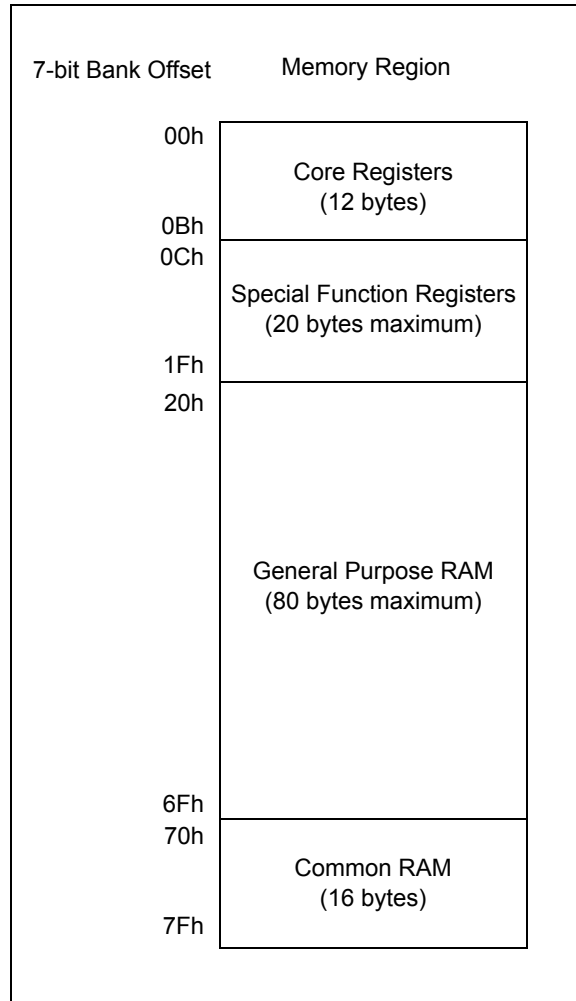 7-bit Bank Offset
Memory Region
00h
Core Registers
(12 bytes)
0Bh
0Ch
Special Function Registers
(20 bytes maximum)
1Fh
20h
General Purpose RAM
(80 bytes maximum)
6Fh
70h
Common RAM
(16 bytes)
7Fh